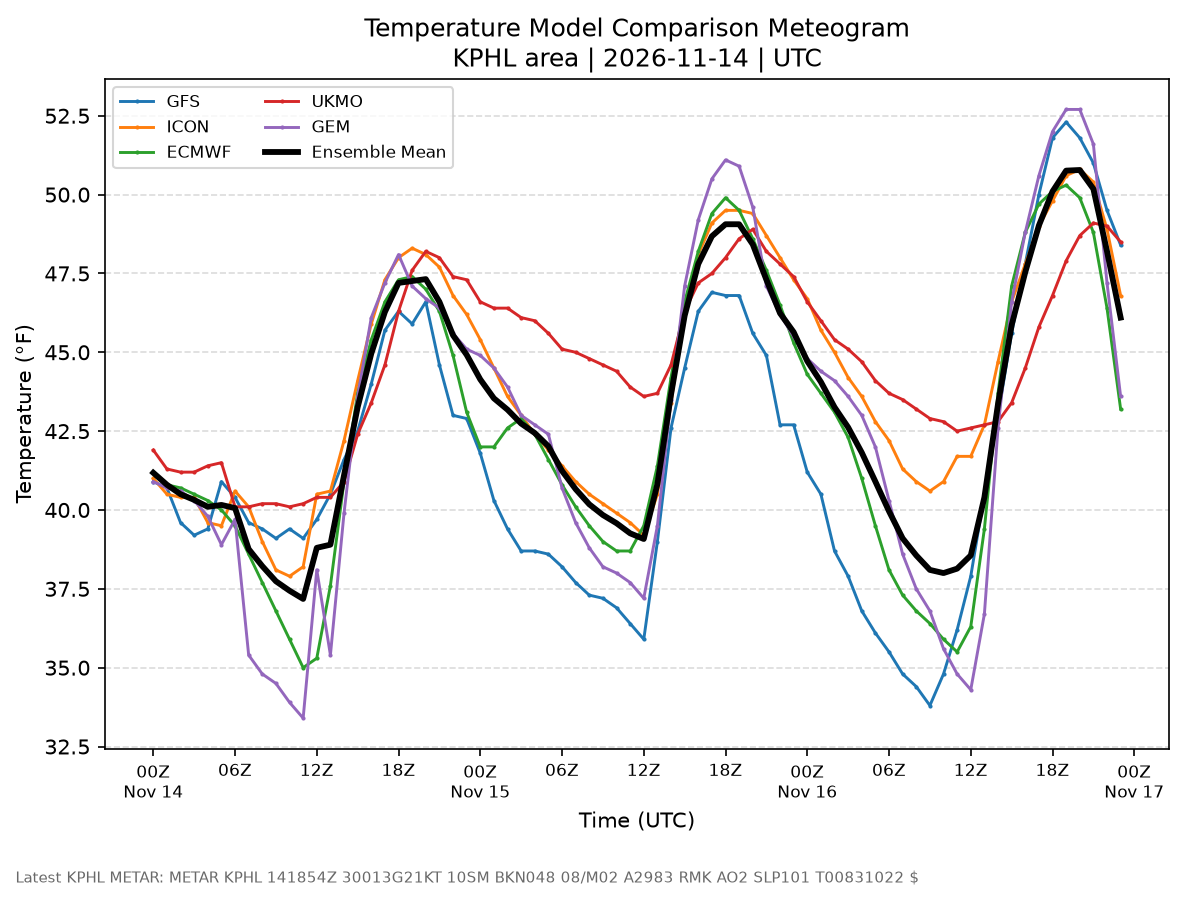 Temperature Model Comparison Meteogram
KPHL area | 2026-11-14 | UTC
GFS
ICON
ECMWF
UKMO
GEM
Ensemble Mean
Temperature (°F)
52.5
50.0
47.5
45.0
42.5
40.0
37.5
35.0
32.5
00Z 06Z 12Z 18Z 00Z 06Z 12Z 18Z 00Z 06Z 12Z 18Z 00Z
Nov 14 Nov 15 Nov 16 Nov 17
Time (UTC)
Latest KPHL METAR: METAR KPHL 141854Z 30013G21KT 10SM BKN048 08/M02 A2983 RMK AO2 SLP101 T00831022 $